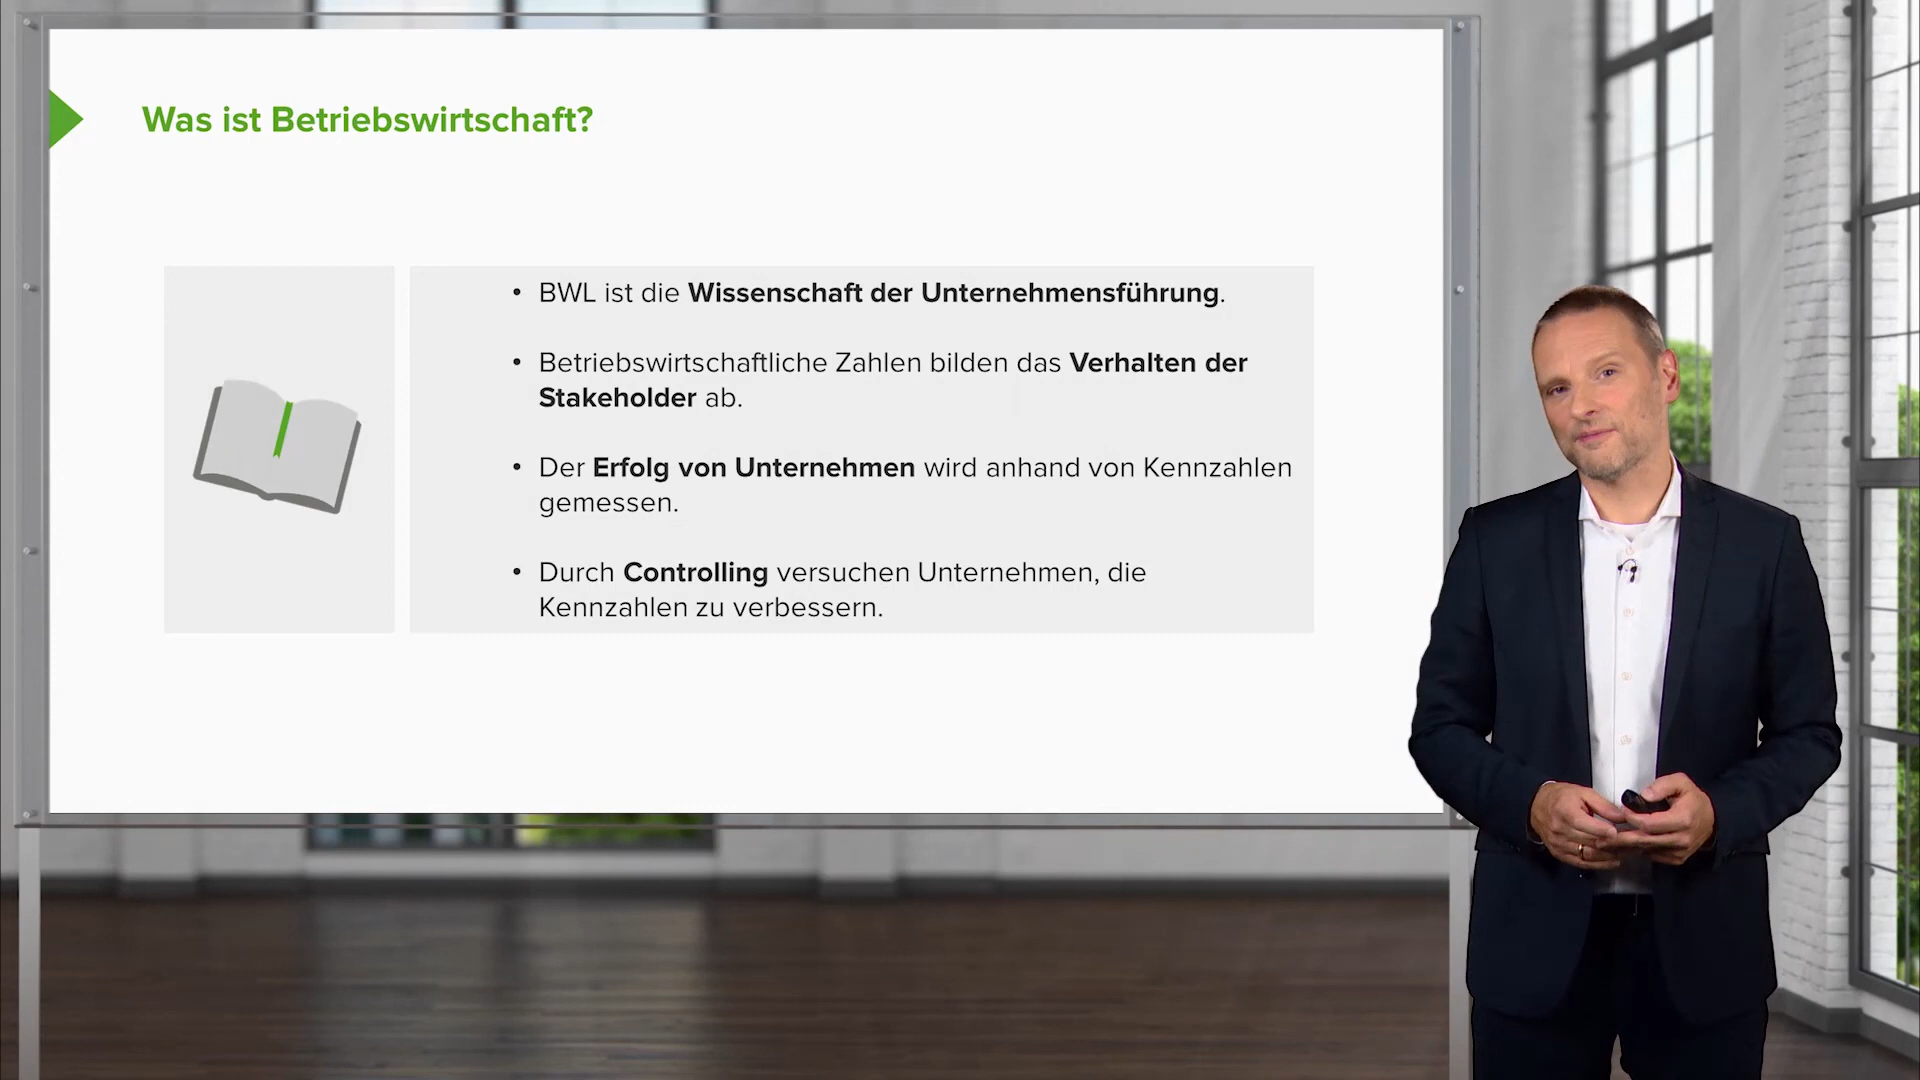 Was ist Betriebswirtschaft?
• BWL ist die Wissenschaft der Unternehmensführung.
• Betriebswirtschaftliche Zahlen bilden das Verhalten der
Stakeholder ab.
• Der Erfolg von Unternehmen wird anhand von Kennzahlen
gemessen.
• Durch Controlling versuchen Unternehmen, die
Kennzahlen zu verbessern.